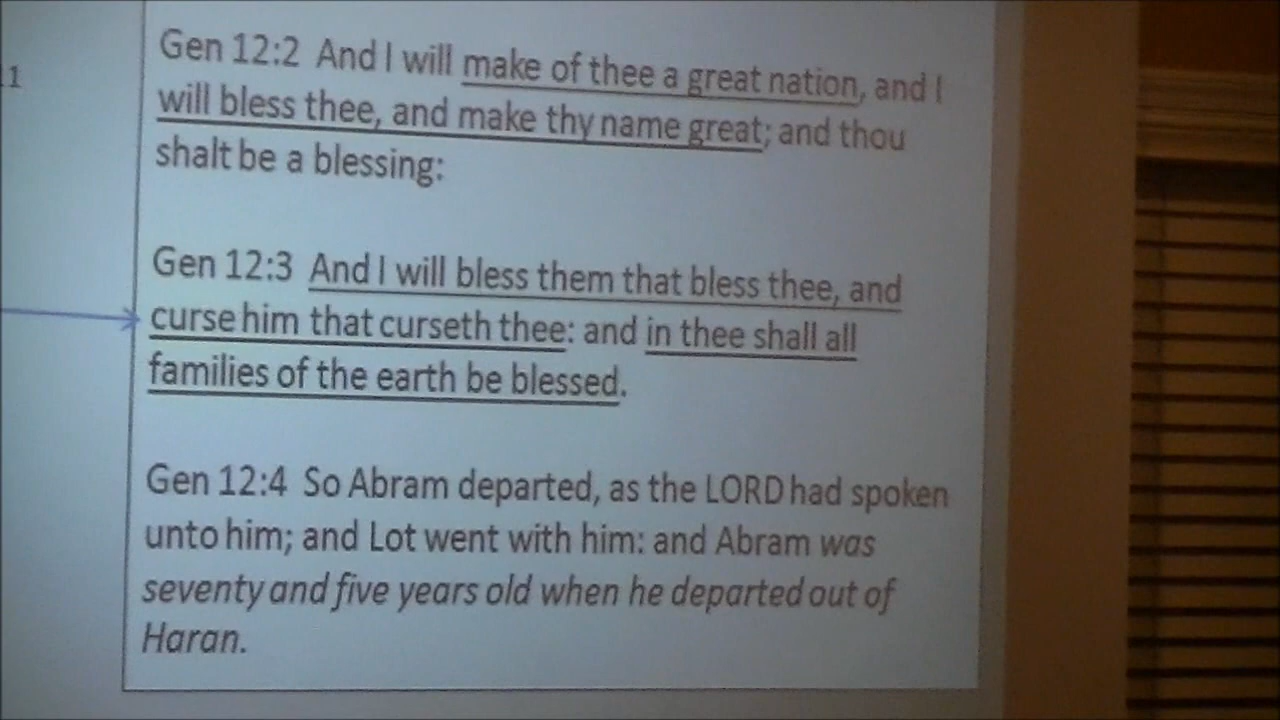 11
Gen 12:2 And I will make of thee a great nation, and I
will bless thee, and make thy name great; and thou
shalt be a blessing:
Gen 12:3 And I will bless them that bless thee, and
curse him that curseth thee: and in thee shall all
families of the earth be blessed.
Gen 12:4 So Abram departed, as the LORD had spoken
unto him; and Lot went with him: and Abram was
seventy and five years old when he departed out of
Haran.